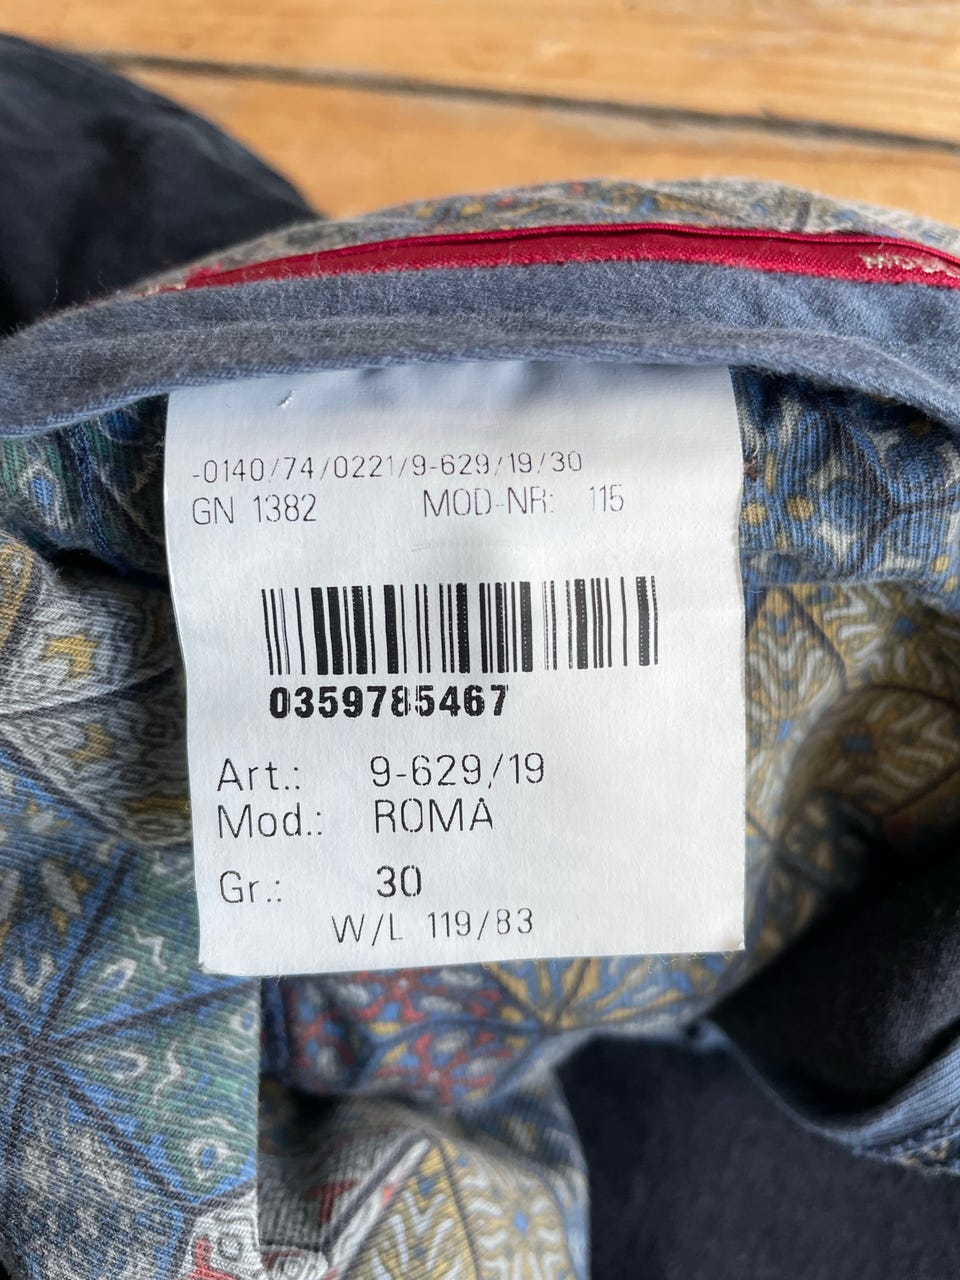 -0140/74/0221/9-629/19/30
GN 1382 MOD-NR: 115
0359785467
Art.: 9-629/19
Mod.: ROMA
Gr.: 30
W/L 119/83